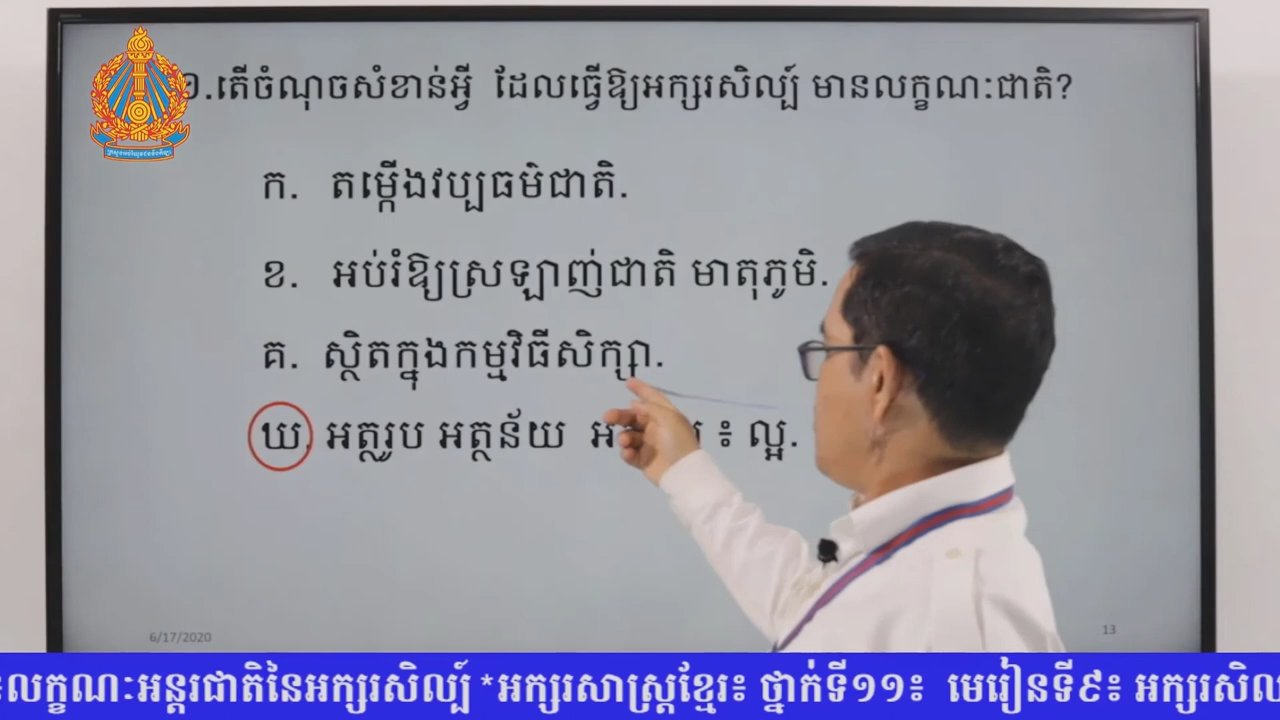 ១.តើចំណុចសំខាន់អ្វី ដែលធ្វើឱ្យអក្សរសិល្ប៍ មានលក្ខណៈជាតិ?
ក. តម្កើងវប្បធម៌ជាតិ.
ខ. អប់រំឱ្យស្រឡាញ់ជាតិ មាតុភូមិ.
គ. ស្ថិតក្នុងកម្មវិធីសិក្សា.
ឃ. អត្ថរូប អត្ថន័យ ៖ ល្អ.
6/17/2020
13
លក្ខណៈអន្តរជាតិនៃអក្សរសិល្ប៍ *អក្សរសាស្ត្រខ្មែរ៖ ថ្នាក់ទី១១៖ មេរៀនទី៩៖